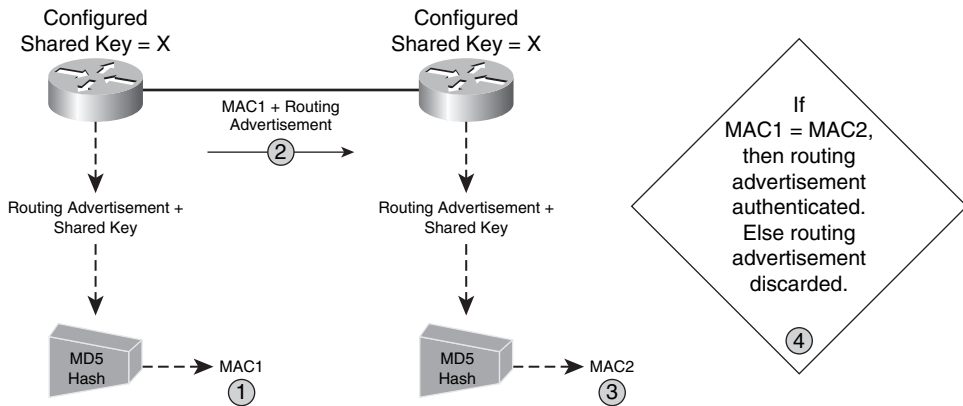 Configured
Shared Key = X
Configured
Shared Key = X
MAC1 + Routing
Advertisement
2
Routing Advertisement +
Shared Key
Routing Advertisement +
Shared Key
MD5
Hash
MAC1
1
MD5
Hash
MAC2
3
If
MAC1 = MAC2,
then routing
advertisement
authenticated.
Else routing
advertisement
discarded.
4